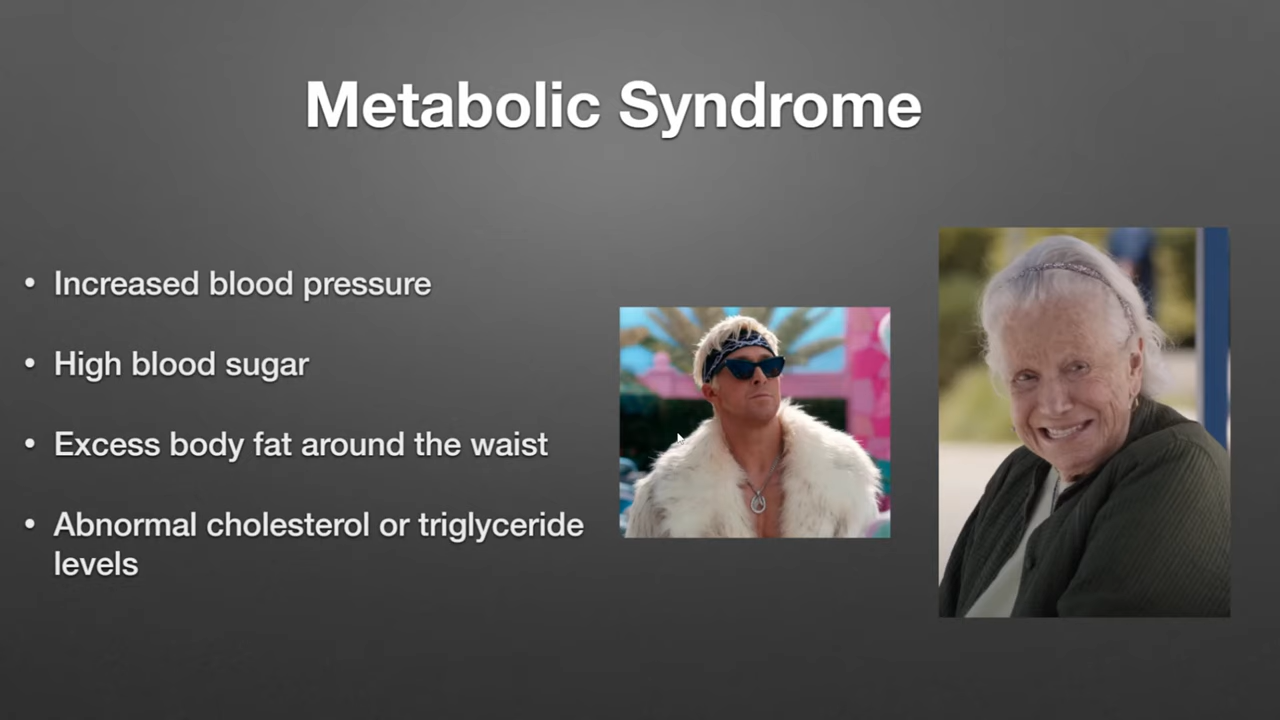 Metabolic Syndrome
• Increased blood pressure
• High blood sugar
• Excess body fat around the waist
• Abnormal cholesterol or triglyceride
levels